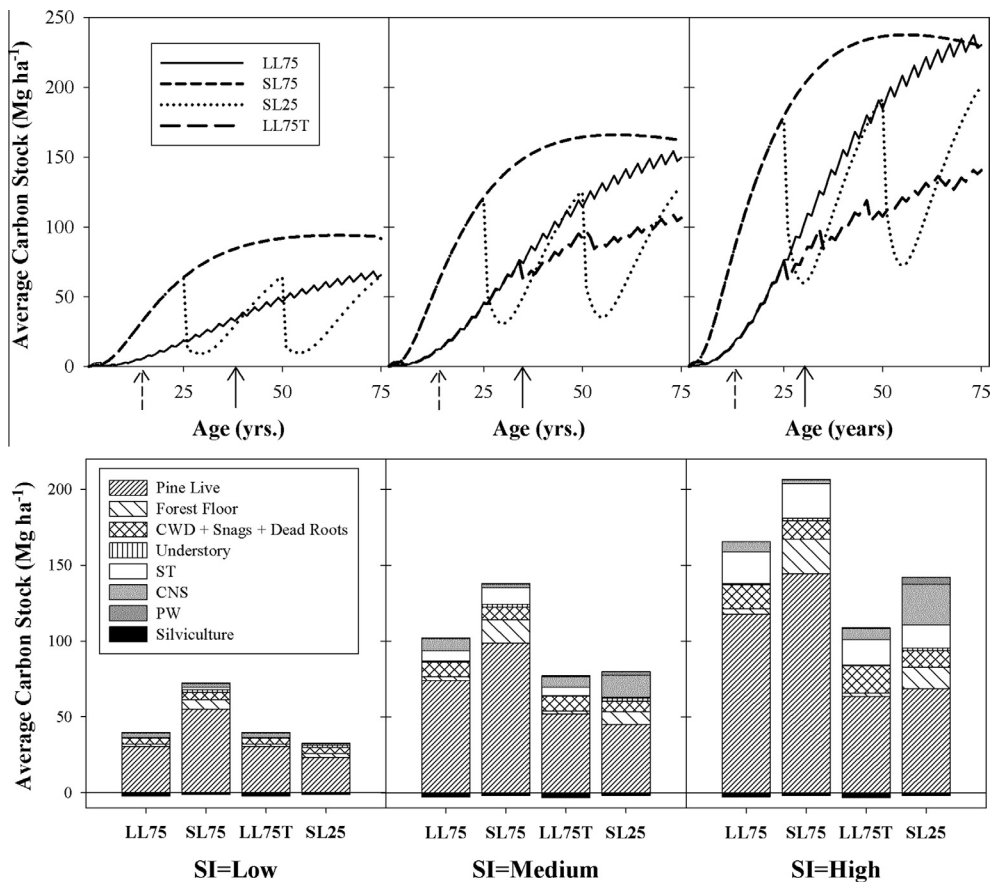 Average Carbon Stock (Mg ha⁻¹)
250
200
150
100
50
0
LL75
SL75
SL25
LL75T
25
50
75
25
50
75
25
50
75
Age (yrs.)
Age (yrs.)
Age (years)
Average Carbon Stock (Mg ha⁻¹)
200
150
100
50
0
Pine Live
Forest Floor
CWD + Snags + Dead Roots
Understory
ST
CNS
PW
Silviculture
LL75 SL75 LL75T SL25
LL75 SL75 LL75T SL25
LL75 SL75 LL75T SL25
SI=Low
SI=Medium
SI=High